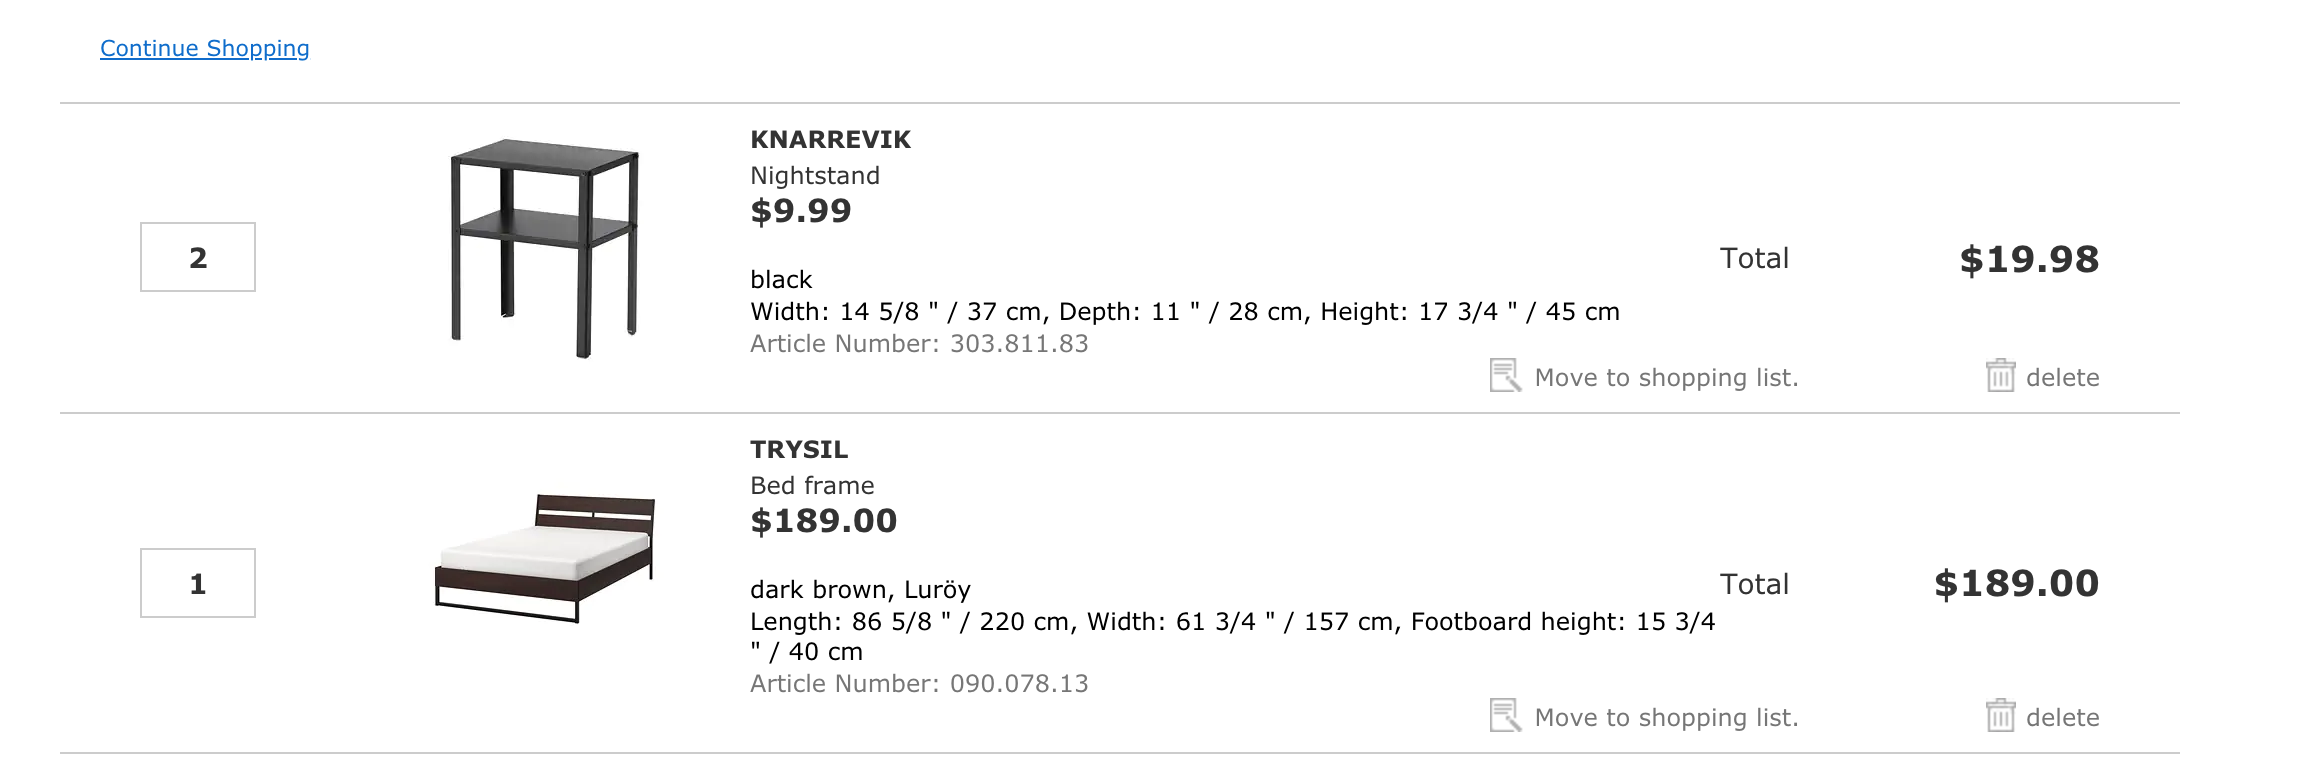 Continue Shopping
KNARREVIK
Nightstand
$9.99
2
Total
$19.98
black
Width: 14 5/8 " / 37 cm, Depth: 11 " / 28 cm, Height: 17 3/4 " / 45 cm
Article Number: 303.811.83
Move to shopping list.
delete
TRYSIL
Bed frame
$189.00
1
Total
$189.00
dark brown, Luröy
Length: 86 5/8 " / 220 cm, Width: 61 3/4 " / 157 cm, Footboard height: 15 3/4
" / 40 cm
Article Number: 090.078.13
Move to shopping list.
delete